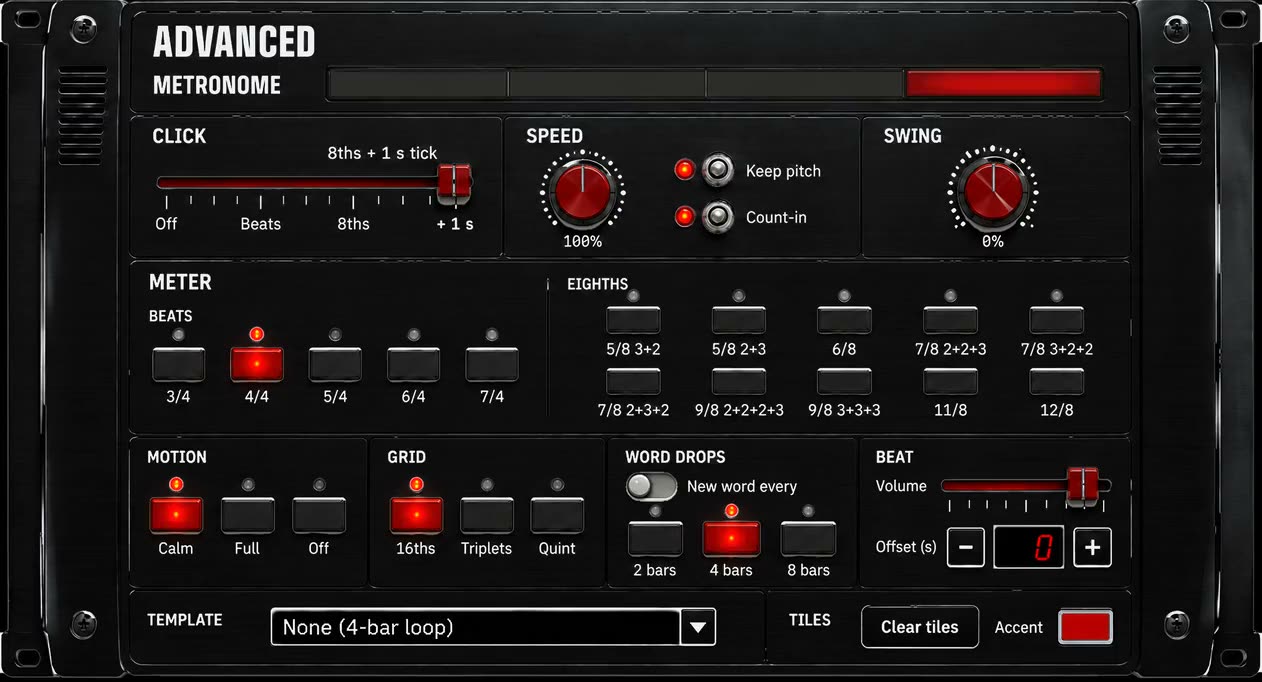 ADVANCED
METRONOME
CLICK
8ths + 1 s tick
Off Beats 8ths + 1 s
SPEED
100%
Keep pitch
Count-in
SWING
0%
METER
BEATS
3/4 4/4 5/4 6/4 7/4
EIGHTHS
5/8 3+2 5/8 2+3 6/8 7/8 2+2+3 7/8 3+2+2
7/8 2+3+2 9/8 2+2+2+3 9/8 3+3+3 11/8 12/8
MOTION
Calm Full Off
GRID
16ths Triplets Quint
WORD DROPS
New word every
2 bars 4 bars 8 bars
BEAT
Volume
Offset (s) − 0 +
TEMPLATE
None (4-bar loop)
TILES
Clear tiles
Accent